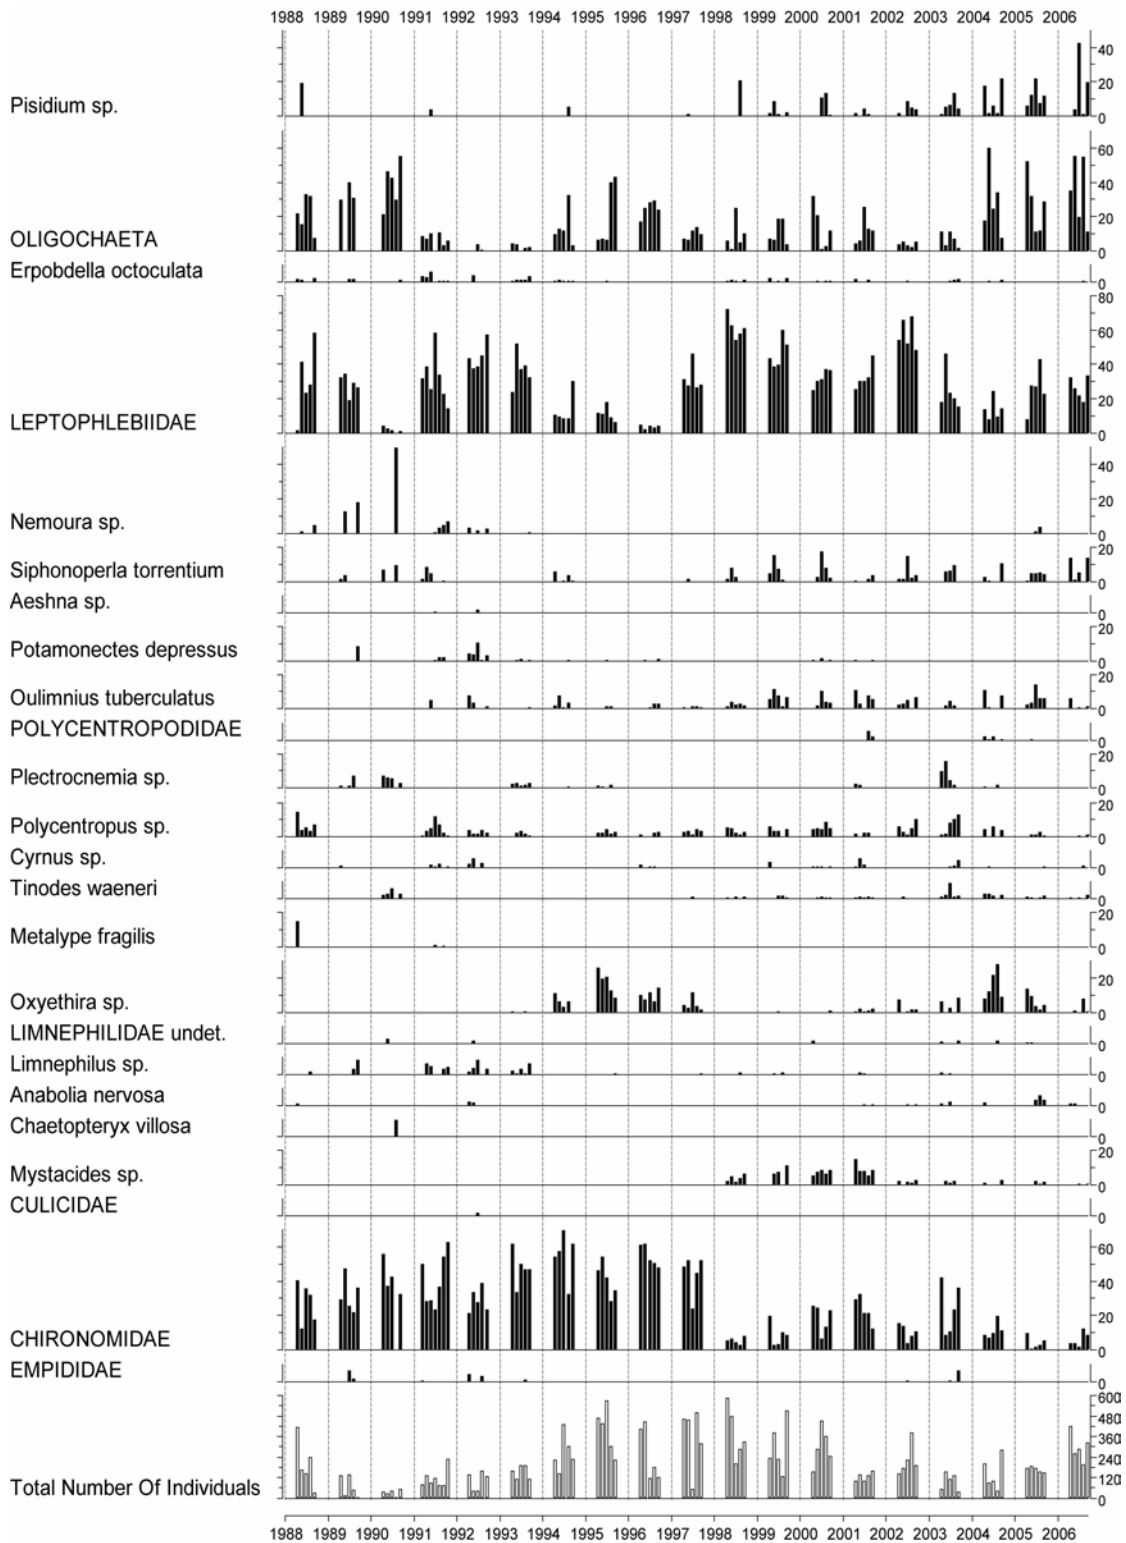 1988 1989 1990 1991 1992 1993 1994 1995 1996 1997 1998 1999 2000 2001 2002 2003 2004 2005 2006
40
20
Pisidium sp.
0
60
40
20
OLIGOCHAETA
0
Erpobdella octoculata
0
80
60
40
20
LEPTOPHLEBIIDAE
0
40
20
Nemoura sp.
0
20
Siphonoperla torrentium
0
Aeshna sp.
0
20
Potamonectes depressus
0
20
Oulimnius tuberculatus
0
POLYCENTROPODIDAE
0
20
Plectrocnemia sp.
0
20
Polycentropus sp.
0
Cyrnus sp.
0
Tinodes waeneri
0
20
Metalype fragilis
0
20
Oxyethira sp.
0
LIMNEPHILIDAE undet.
0
Limnephilus sp.
0
Anabolia nervosa
0
Chaetopteryx villosa
0
20
Mystacides sp.
0
CULICIDAE
0
60
40
20
CHIRONOMIDAE
0
EMPIDIDAE
0
600
480
360
240
120
Total Number Of Individuals
0
1988 1989 1990 1991 1992 1993 1994 1995 1996 1997 1998 1999 2000 2001 2002 2003 2004 2005 2006